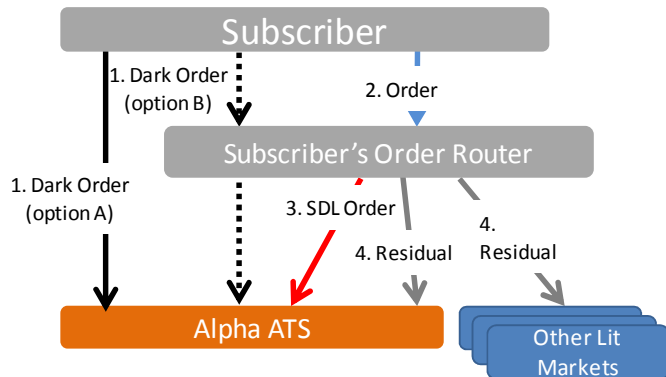 Subscriber
1. Dark Order
(option B)
2. Order
Subscriber's Order Router
1. Dark Order
(option A)
3. SDL Order
4. Residual
4.
Residual
Alpha ATS
Other Lit
Markets